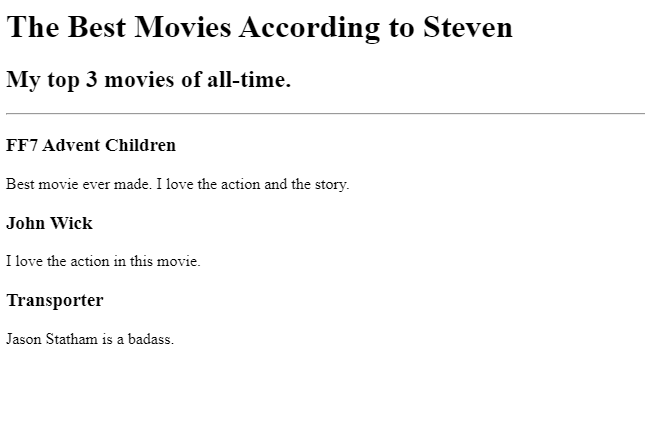 The Best Movies According to Steven
My top 3 movies of all-time.
FF7 Advent Children
Best movie ever made. I love the action and the story.
John Wick
I love the action in this movie.
Transporter
Jason Statham is a badass.